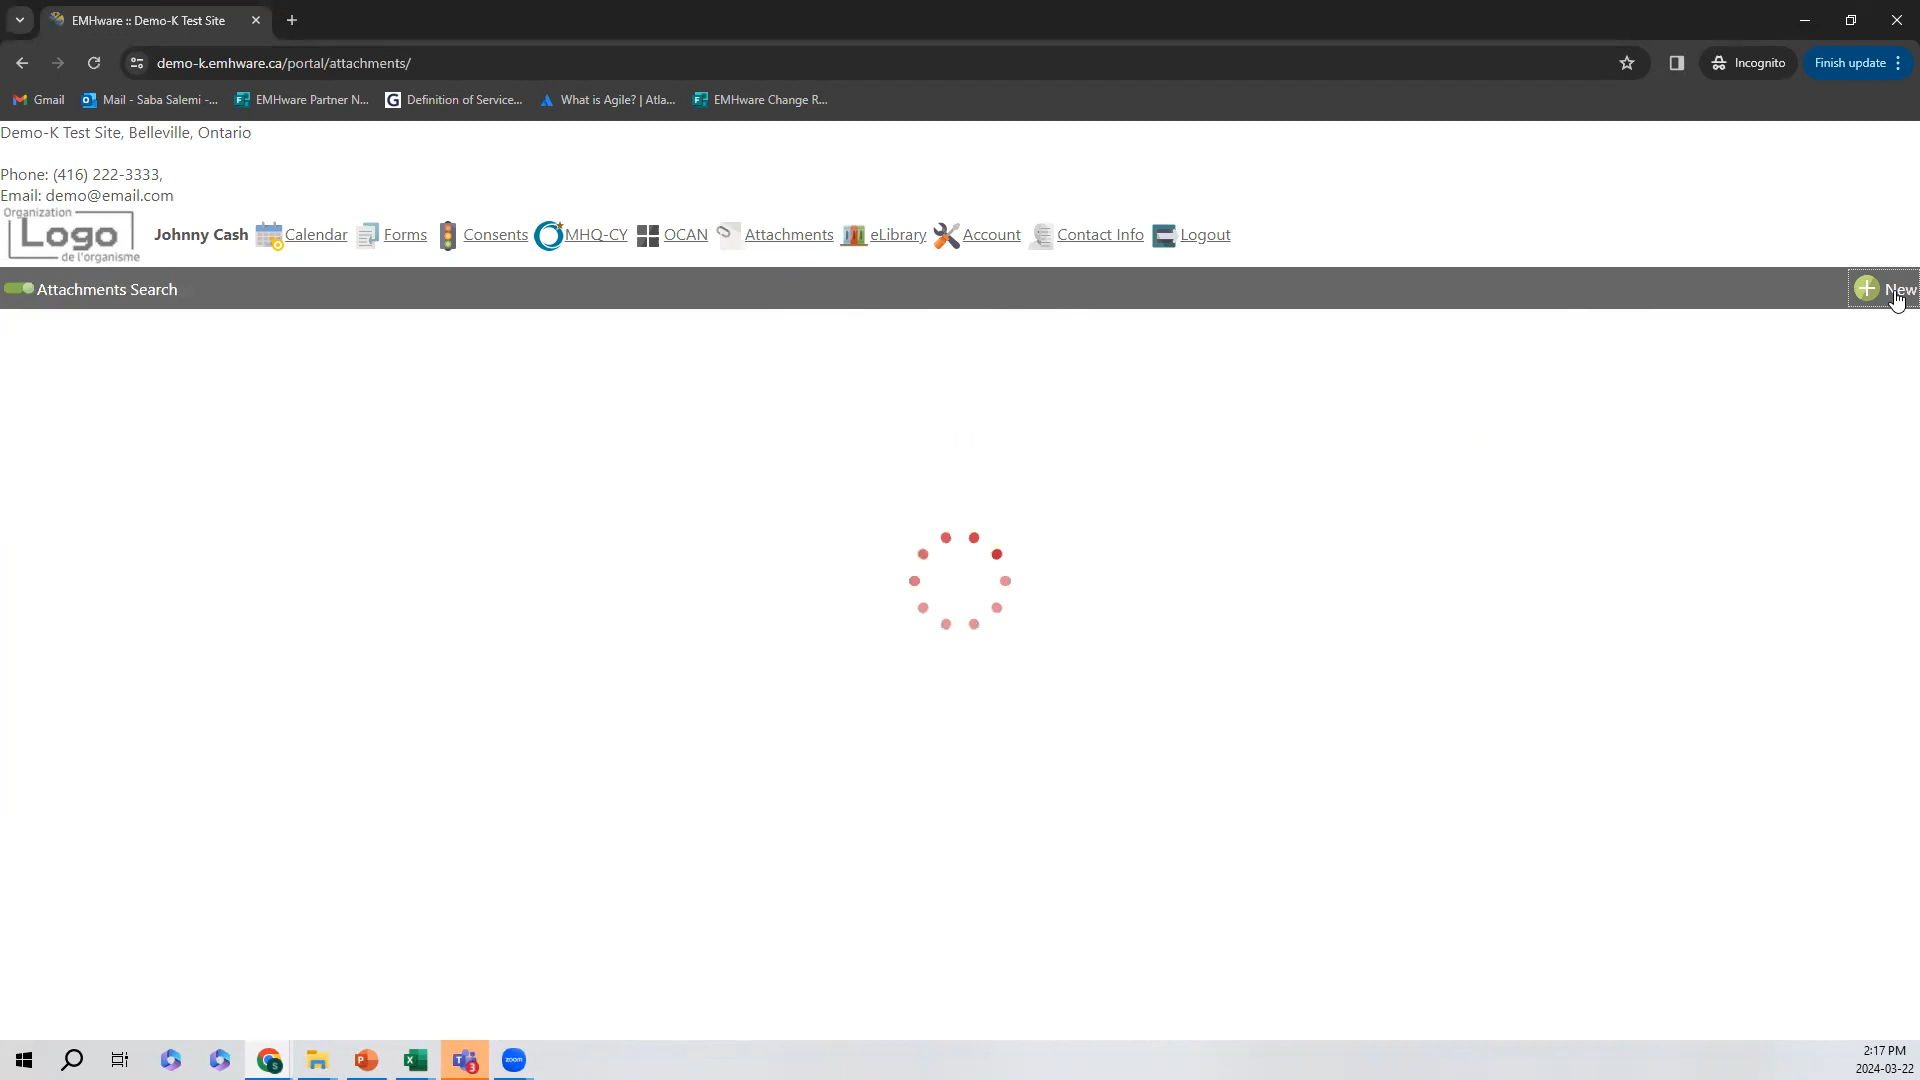 EMHware :: Demo-K Test Site
demo-k.emhware.ca/portal/attachments/
Incognito
Finish update
Gmail
Mail - Saba Salemi -...
EMHware Partner N...
Definition of Service...
What is Agile? | Atla...
EMHware Change R...
Demo-K Test Site, Belleville, Ontario
Phone: (416) 222-3333,
Email: demo@email.com
Organization
Logo
de l'organisme
Johnny Cash
Calendar
Forms
Consents
MHQ-CY
OCAN
Attachments
eLibrary
Account
Contact Info
Logout
Attachments Search
New
zoom
3
2:17 PM
2024-03-22